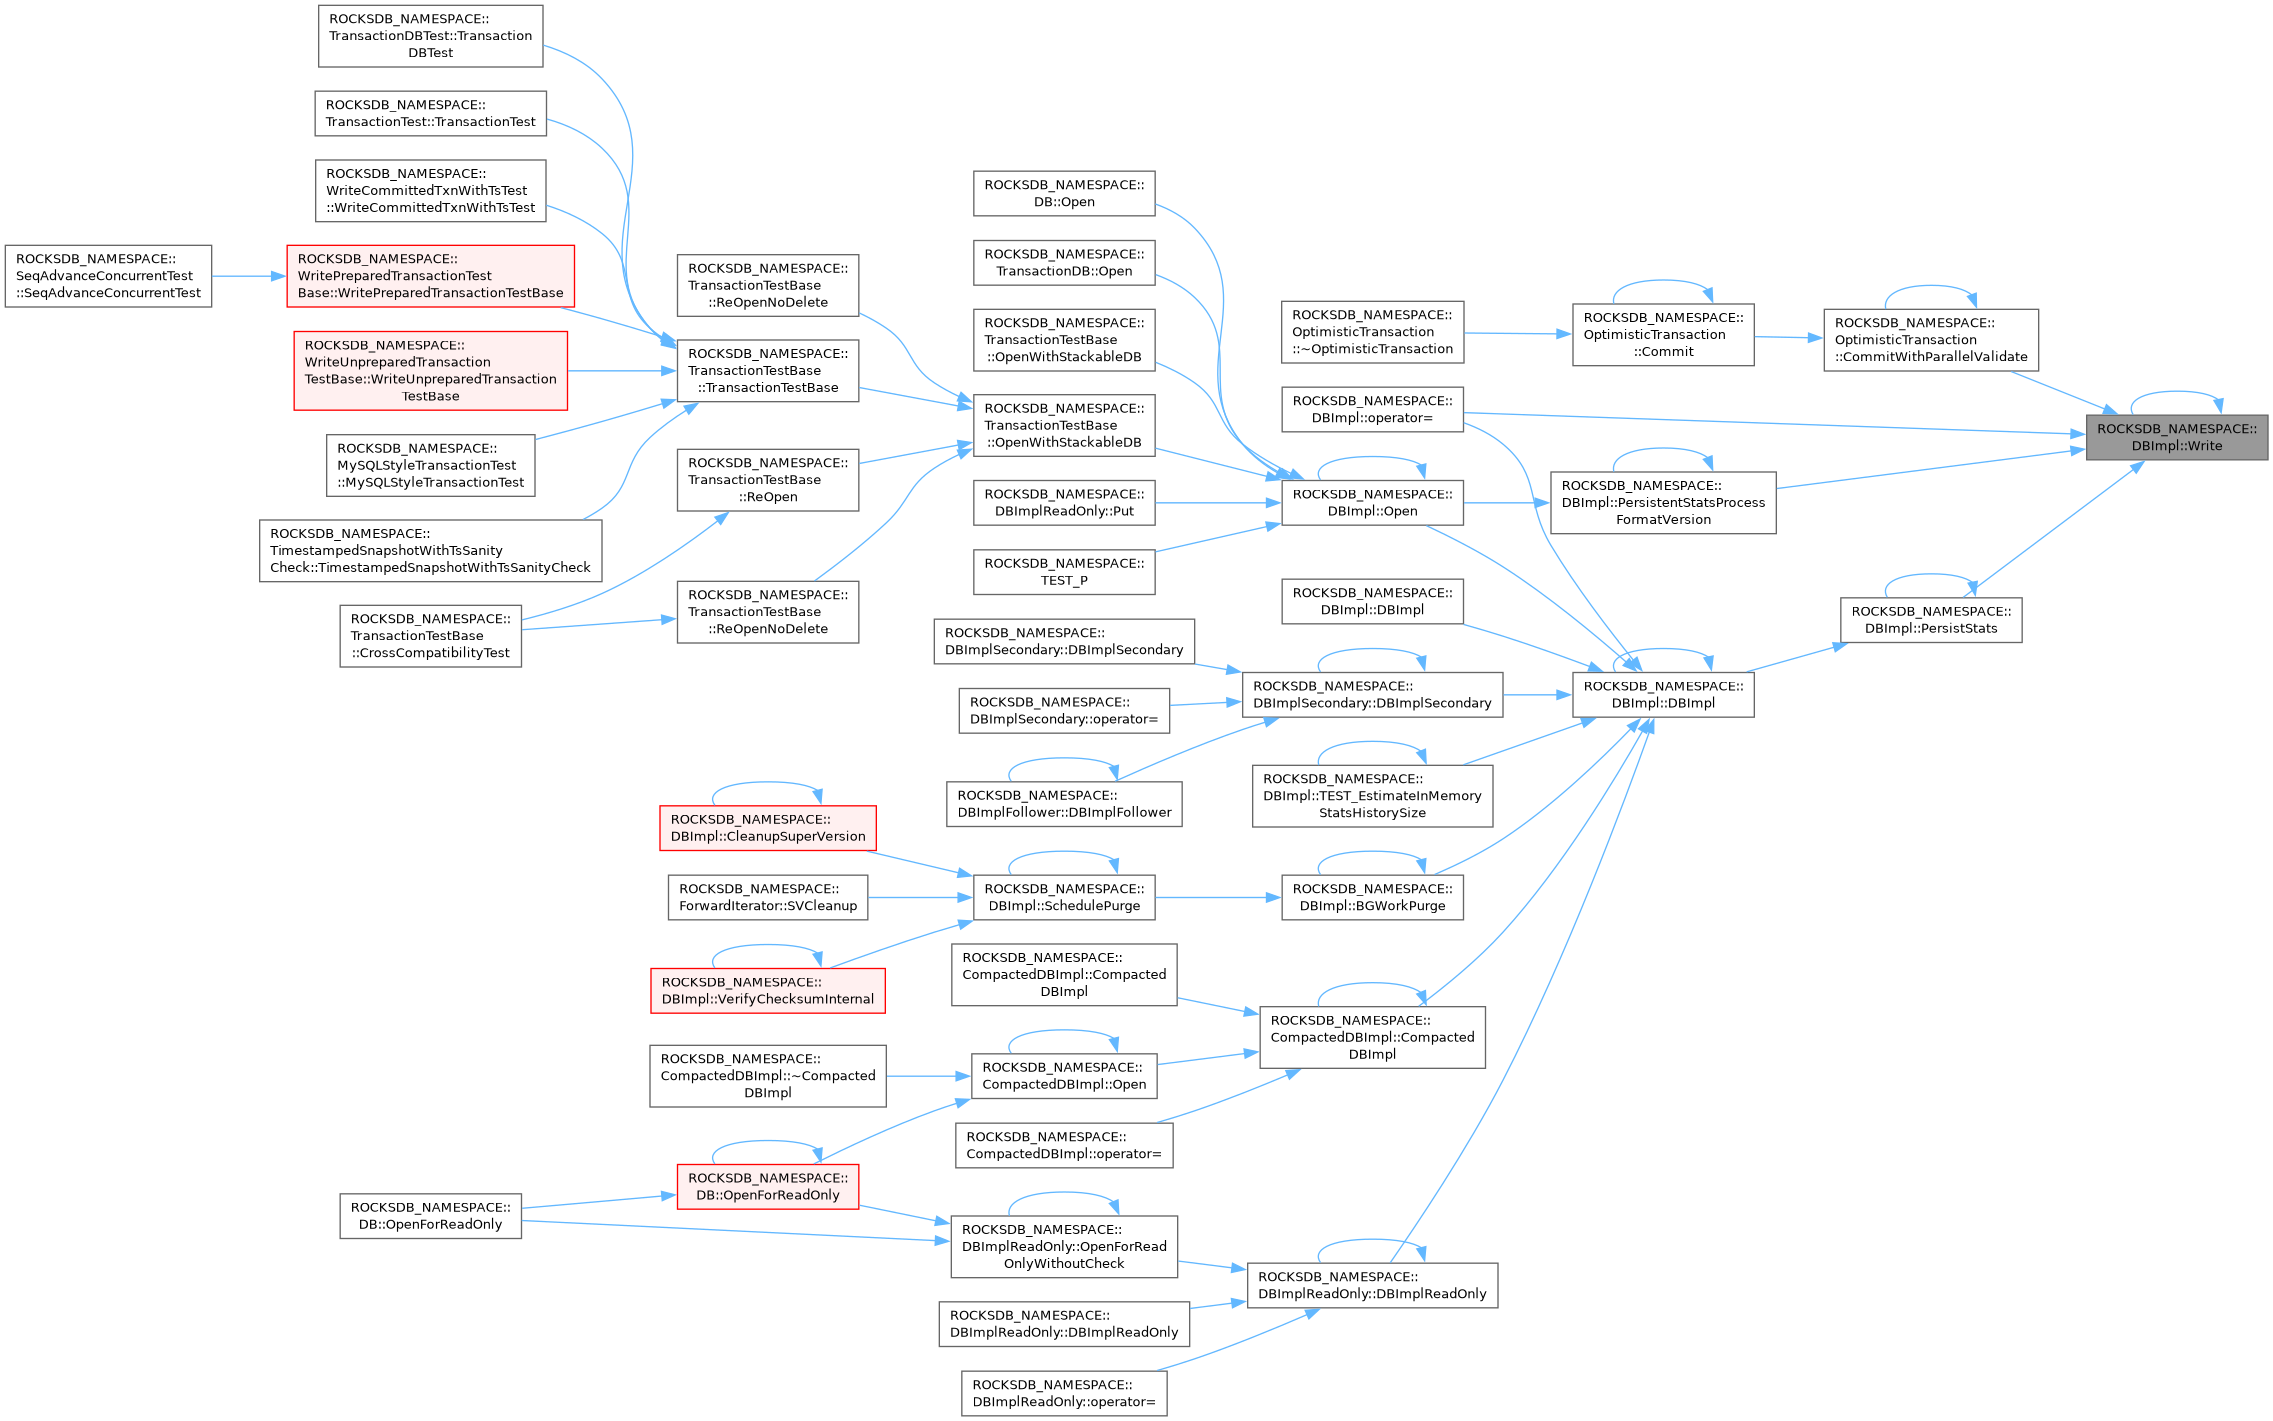 ROCKSDB_NAMESPACE::
TransactionDBTest::Transaction
DBTest
ROCKSDB_NAMESPACE::
TransactionTest::TransactionTest
ROCKSDB_NAMESPACE::
WriteCommittedTxnWithTsTest
::WriteCommittedTxnWithTsTest
ROCKSDB_NAMESPACE::
SeqAdvanceConcurrentTest
::SeqAdvanceConcurrentTest
ROCKSDB_NAMESPACE::
WritePreparedTransactionTest
Base::WritePreparedTransactionTestBase
ROCKSDB_NAMESPACE::
WriteUnpreparedTransaction
TestBase::WriteUnpreparedTransaction
TestBase
ROCKSDB_NAMESPACE::
MySQLStyleTransactionTest
::MySQLStyleTransactionTest
ROCKSDB_NAMESPACE::
TimestampedSnapshotWithTsSanity
Check::TimestampedSnapshotWithTsSanityCheck
ROCKSDB_NAMESPACE::
TransactionTestBase
::CrossCompatibilityTest
ROCKSDB_NAMESPACE::
DB::OpenForReadOnly
ROCKSDB_NAMESPACE::
TransactionTestBase
::ReOpenNoDelete
ROCKSDB_NAMESPACE::
TransactionTestBase
::TransactionTestBase
ROCKSDB_NAMESPACE::
TransactionTestBase
::ReOpen
ROCKSDB_NAMESPACE::
TransactionTestBase
::ReOpenNoDelete
ROCKSDB_NAMESPACE::
DBImpl::CleanupSuperVersion
ROCKSDB_NAMESPACE::
ForwardIterator::SVCleanup
ROCKSDB_NAMESPACE::
DBImpl::VerifyChecksumInternal
ROCKSDB_NAMESPACE::
CompactedDBImpl::~Compacted
DBImpl
ROCKSDB_NAMESPACE::
DB::OpenForReadOnly
ROCKSDB_NAMESPACE::
DB::Open
ROCKSDB_NAMESPACE::
TransactionDB::Open
ROCKSDB_NAMESPACE::
TransactionTestBase
::OpenWithStackableDB
ROCKSDB_NAMESPACE::
TransactionTestBase
::OpenWithStackableDB
ROCKSDB_NAMESPACE::
DBImplReadOnly::Put
ROCKSDB_NAMESPACE::
TEST_P
ROCKSDB_NAMESPACE::
DBImplSecondary::DBImplSecondary
ROCKSDB_NAMESPACE::
DBImplSecondary::operator=
ROCKSDB_NAMESPACE::
DBImplFollower::DBImplFollower
ROCKSDB_NAMESPACE::
DBImpl::SchedulePurge
ROCKSDB_NAMESPACE::
CompactedDBImpl::Compacted
DBImpl
ROCKSDB_NAMESPACE::
CompactedDBImpl::Open
ROCKSDB_NAMESPACE::
CompactedDBImpl::operator=
ROCKSDB_NAMESPACE::
DBImplReadOnly::OpenForRead
OnlyWithoutCheck
ROCKSDB_NAMESPACE::
DBImplReadOnly::DBImplReadOnly
ROCKSDB_NAMESPACE::
DBImplReadOnly::operator=
ROCKSDB_NAMESPACE::
OptimisticTransaction
::~OptimisticTransaction
ROCKSDB_NAMESPACE::
DBImpl::operator=
ROCKSDB_NAMESPACE::
DBImpl::Open
ROCKSDB_NAMESPACE::
DBImpl::DBImpl
ROCKSDB_NAMESPACE::
DBImplSecondary::DBImplSecondary
ROCKSDB_NAMESPACE::
DBImpl::TEST_EstimateInMemory
StatsHistorySize
ROCKSDB_NAMESPACE::
DBImpl::BGWorkPurge
ROCKSDB_NAMESPACE::
CompactedDBImpl::Compacted
DBImpl
ROCKSDB_NAMESPACE::
DBImplReadOnly::DBImplReadOnly
ROCKSDB_NAMESPACE::
OptimisticTransaction
::Commit
ROCKSDB_NAMESPACE::
DBImpl::PersistentStatsProcess
FormatVersion
ROCKSDB_NAMESPACE::
DBImpl::DBImpl
ROCKSDB_NAMESPACE::
OptimisticTransaction
::CommitWithParallelValidate
ROCKSDB_NAMESPACE::
DBImpl::PersistStats
ROCKSDB_NAMESPACE::
DBImpl::Write